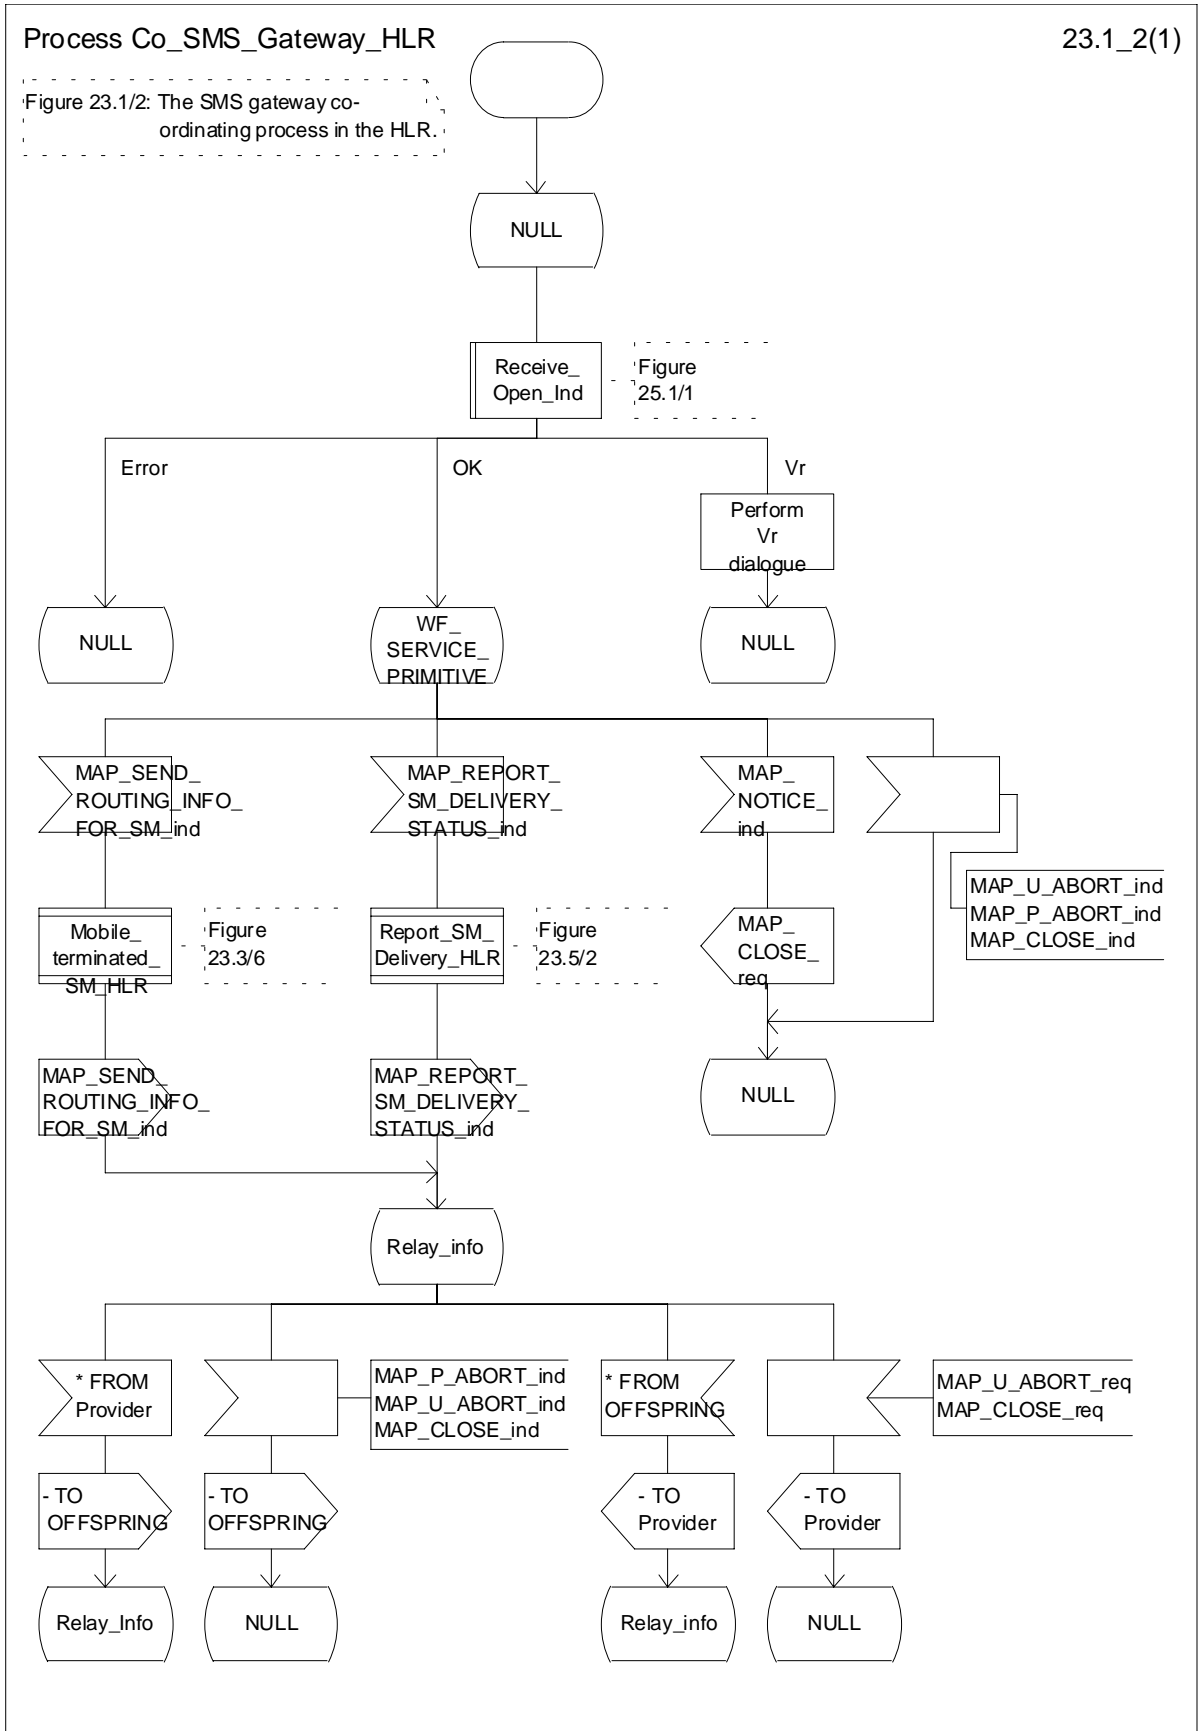 Process Co_SMS_Gateway_HLR
23.1_2(1)
Figure 23.1/2: The SMS gateway co-
ordinating process in the HLR.
NULL
Receive_
Open_Ind
Figure
25.1/1
Error
OK
Vr
Perform
Vr
dialogue
NULL
WF_
SERVICE_
PRIMITIVE
NULL
MAP_SEND_
ROUTING_INFO_
FOR_SM_ind
MAP_REPORT_
SM_DELIVERY_
STATUS_ind
MAP_
NOTICE_
ind
MAP_U_ABORT_ind
MAP_P_ABORT_ind
MAP_CLOSE_ind
Mobile_
terminated_
SM_HLR
Figure
23.3/6
Report_SM_
Delivery_HLR
Figure
23.5/2
MAP_
CLOSE_
req
MAP_SEND_
ROUTING_INFO_
FOR_SM_ind
MAP_REPORT_
SM_DELIVERY_
STATUS_ind
NULL
Relay_info
* FROM
Provider
MAP_P_ABORT_ind
MAP_U_ABORT_ind
MAP_CLOSE_ind
* FROM
OFFSPRING
MAP_U_ABORT_req
MAP_CLOSE_req
- TO
OFFSPRING
- TO
OFFSPRING
- TO
Provider
- TO
Provider
Relay_Info
NULL
Relay_info
NULL